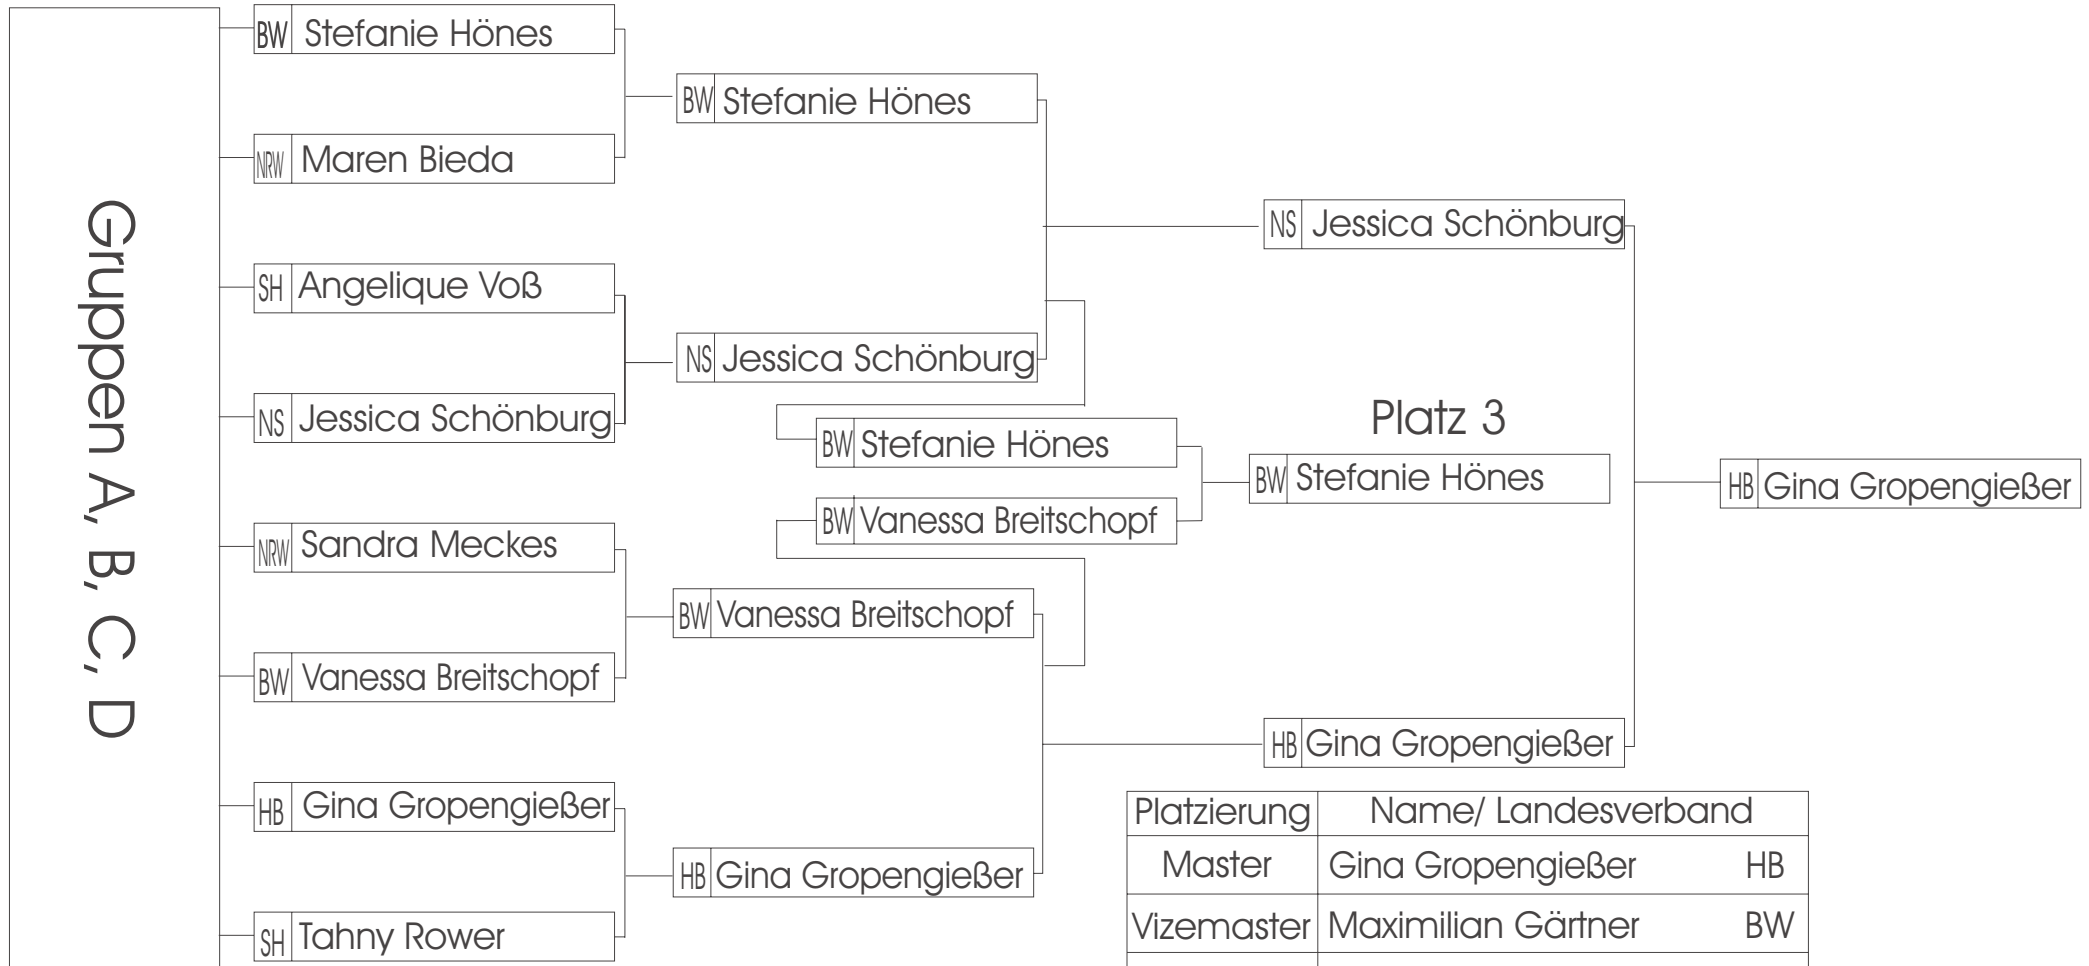 Gruppen A, B, C, D
BW Stefanie Hönes
NRW Maren Bieda
SH Angelique Voß
NS Jessica Schönburg
NRW Sandra Meckes
BW Vanessa Breitschopf
HB Gina Gropengießer
SH Tahny Rower
BW Stefanie Hönes
NS Jessica Schönburg
BW Vanessa Breitschopf
HB Gina Gropengießer
BW Stefanie Hönes
BW Vanessa Breitschopf
Platz 3
BW Stefanie Hönes
NS Jessica Schönburg
HB Gina Gropengießer
HB Gina Gropengießer
Platzierung Name/ Landesverband
Master Gina Gropengießer HB
Vizemaster Maximilian Gärtner BW